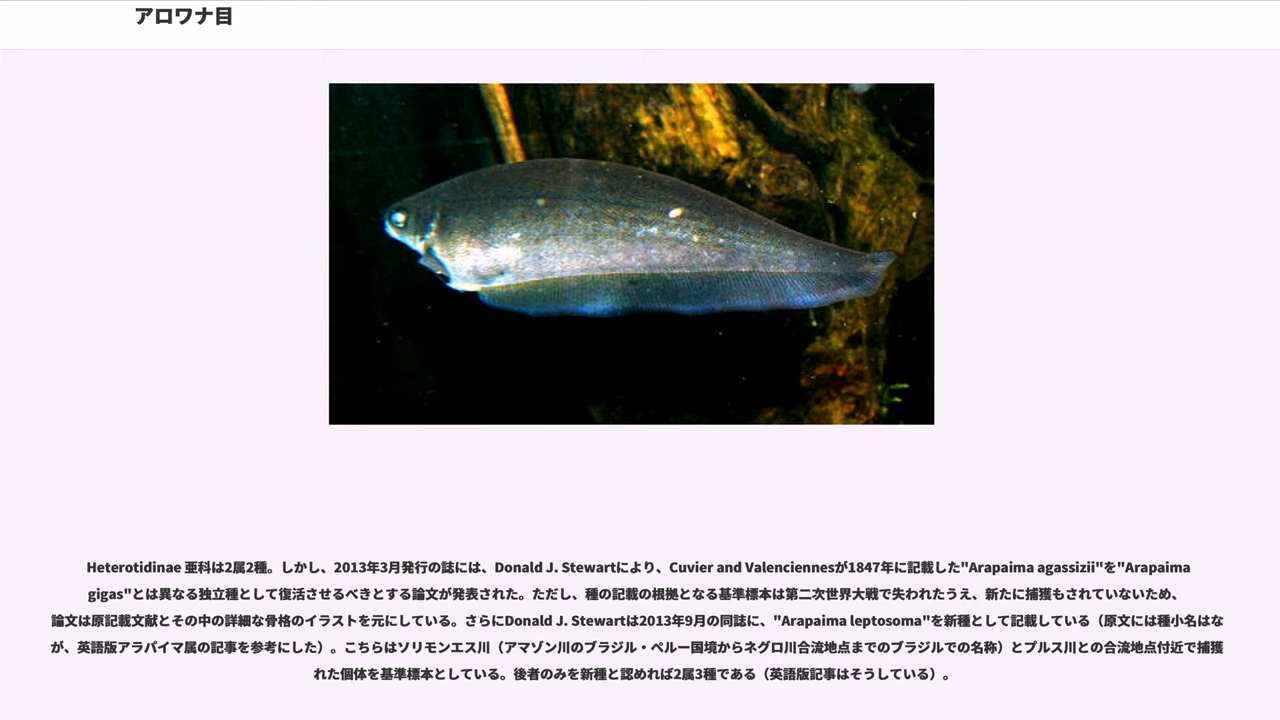 アロワナ目
Heterotidinae 亜科は2属2種。しかし、2013年3月発行の誌には、Donald J. Stewartにより、Cuvier and Valenciennesが1847年に記載した"Arapaima agassizii"を"Arapaima
gigas"とは異なる独立種として復活させるべきとする論文が発表された。ただし、種の記載の根拠となる基準標本は第二次世界大戦で失われたうえ、新たに捕獲もされていないため、
論文は原記載文献とその中の詳細な骨格のイラストを元にしている。さらにDonald J. Stewartは2013年9月の同誌に、"Arapaima leptosoma"を新種として記載している（原文には種小名はな
が、英語版アラパイマ属の記事を参考にした）。こちらはソリモンエス川（アマゾン川のブラジル・ペルー国境からネグロ川合流地点までのブラジルでの名称）とプルス川との合流地点付近で捕獲
れた個体を基準標本としている。後者のみを新種と認めれば2属3種である（英語版記事はそうしている）。